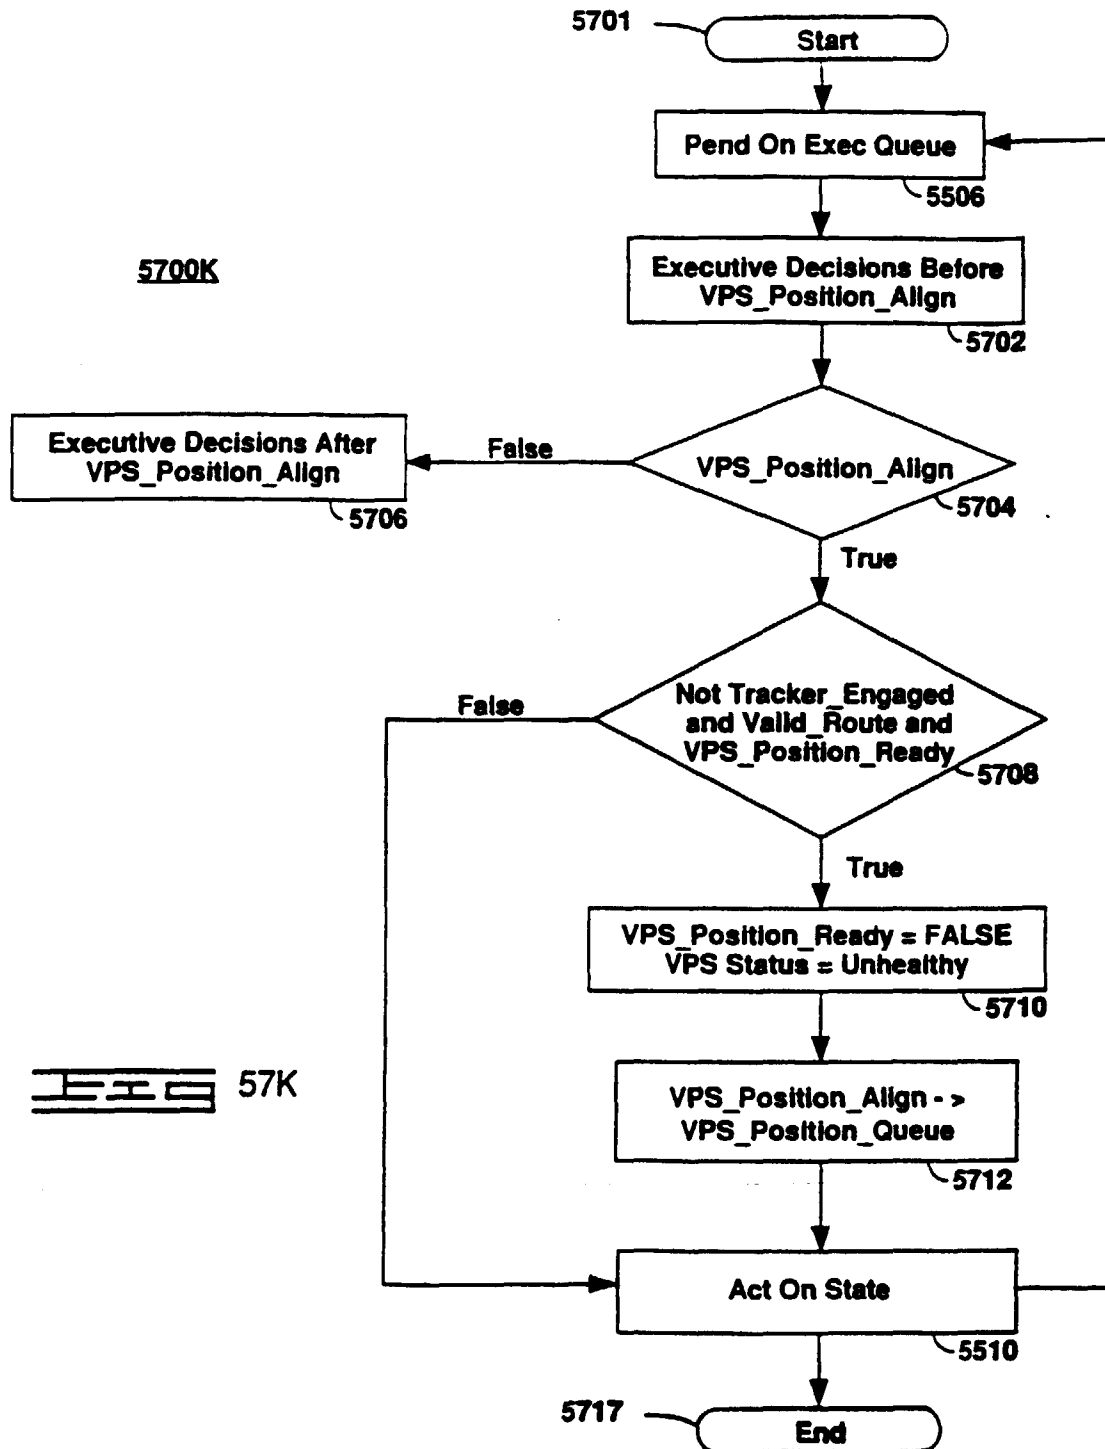 5701
Start
Pend On Exec Queue
5506
5700K
Executive Decisions Before
VPS_Position_Align
5702
Executive Decisions After
VPS_Position_Align
5706
False
VPS_Position_Align
5704
True
False
Not Tracker_Engaged
and Valid_Route and
VPS_Position_Ready
5708
True
VPS_Position_Ready = FALSE
VPS Status = Unhealthy
5710
57K
VPS_Position_Align - >
VPS_Position_Queue
5712
Act On State
5510
5717
End